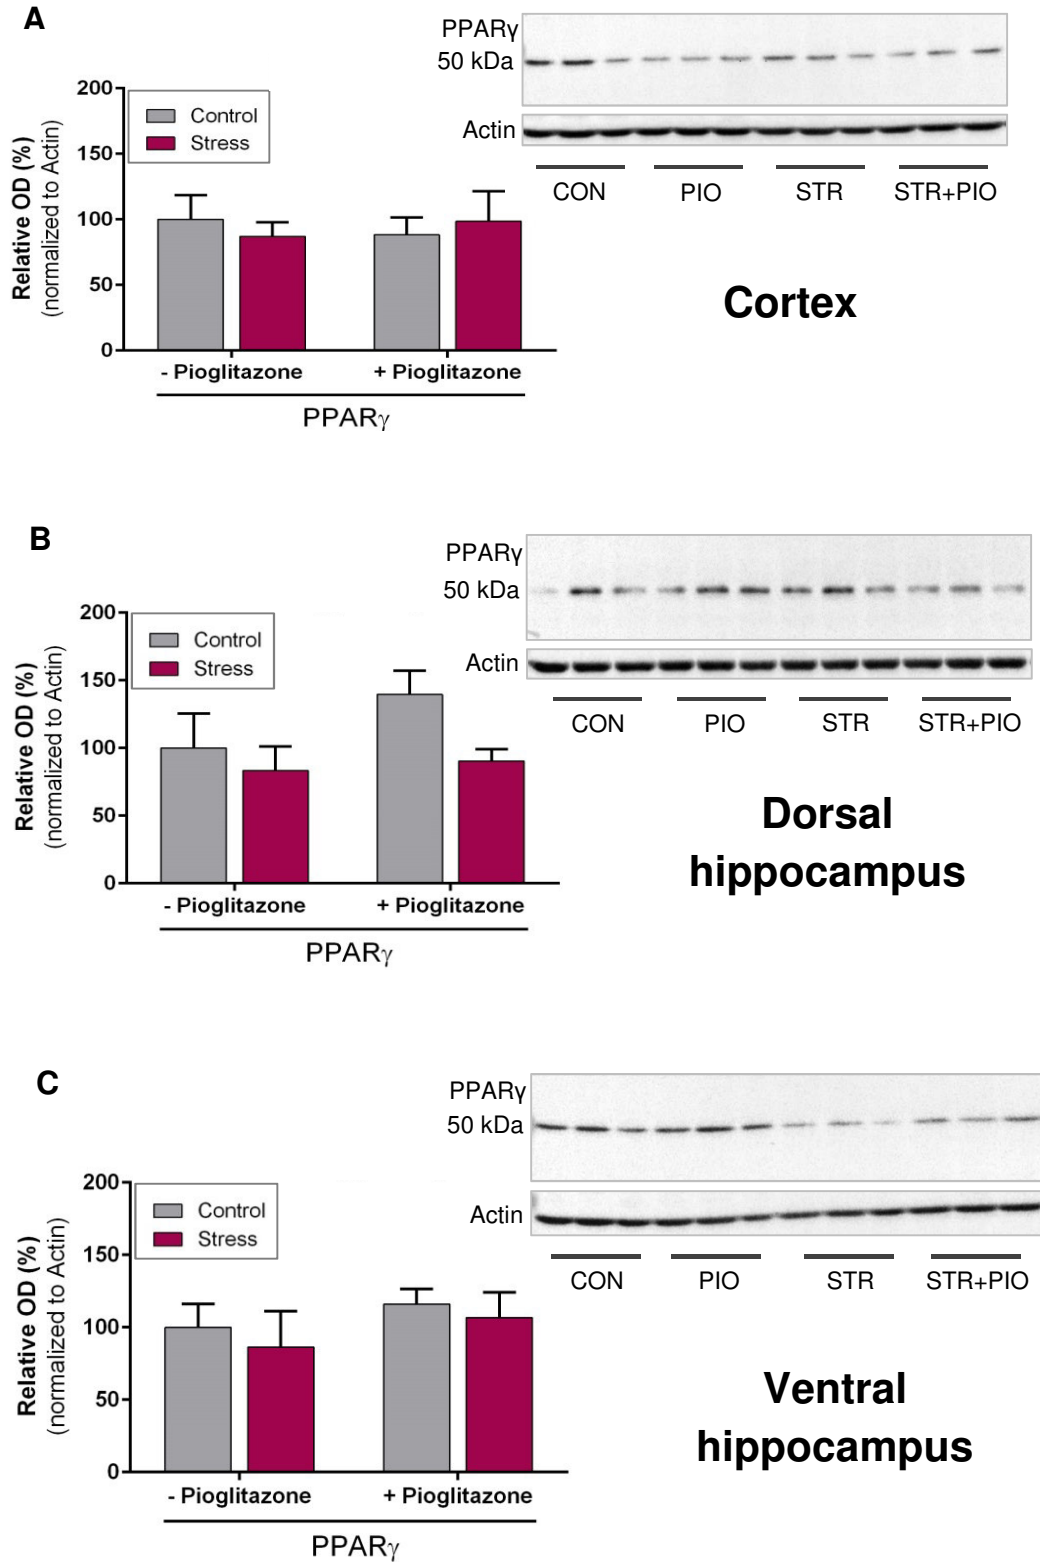 A
PPARγ
50 kDa
Actin
CON PIO STR STR+PIO
Relative OD (%)
(normalized to Actin)
200
150
100
50
0
Control
Stress
- Pioglitazone + Pioglitazone
PPARγ
Cortex
B
PPARγ
50 kDa
Actin
CON PIO STR STR+PIO
Relative OD (%)
(normalized to Actin)
200
150
100
50
0
Control
Stress
- Pioglitazone + Pioglitazone
PPARγ
Dorsal
hippocampus
C
PPARγ
50 kDa
Actin
CON PIO STR STR+PIO
Relative OD (%)
(normalized to Actin)
200
150
100
50
0
Control
Stress
- Pioglitazone + Pioglitazone
PPARγ
Ventral
hippocampus